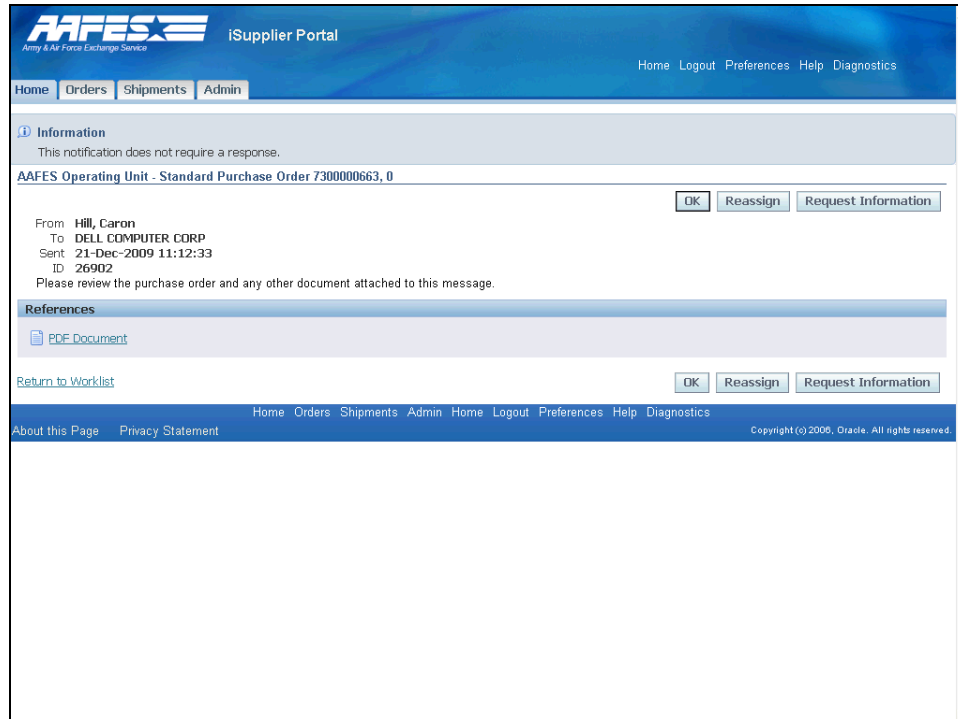 AAFES
Army & Air Force Exchange Service
iSupplier Portal
Home Logout Preferences Help Diagnostics
Home Orders Shipments Admin
Information
This notification does not require a response.
AAFES Operating Unit - Standard Purchase Order 7300000663, 0
OK Reassign Request Information
From Hill, Caron
To DELL COMPUTER CORP
Sent 21-Dec-2009 11:12:33
ID 26902
Please review the purchase order and any other document attached to this message.
References
PDF Document
Return to Worklist OK Reassign Request Information
Home Orders Shipments Admin Home Logout Preferences Help Diagnostics
About this Page Privacy Statement Copyright (c) 2006, Oracle. All rights reserved.